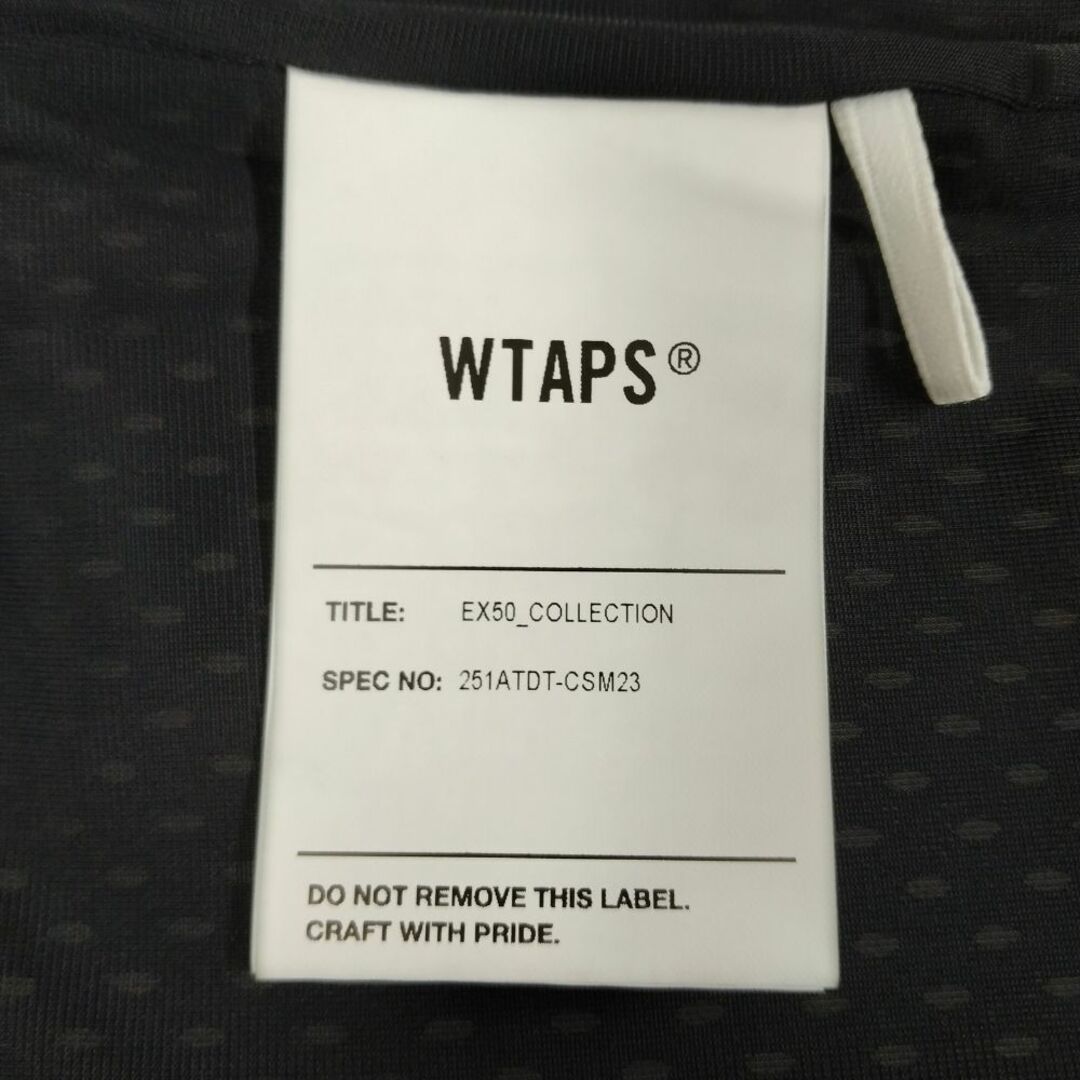 WTAPS®
TITLE: EX50_COLLECTION
SPEC NO: 251ATDT-CSM23
DO NOT REMOVE THIS LABEL.
CRAFT WITH PRIDE.